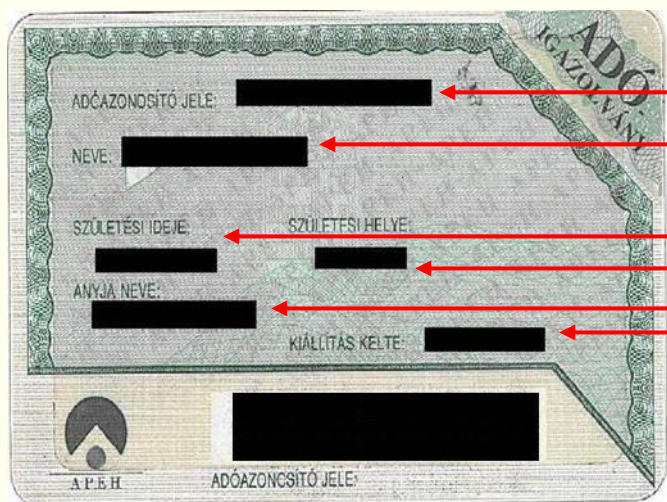 ADÓ-
IGAZOLVÁNY
ADÓAZONOSÍTÓ JELE:
NEVE:
SZÜLETÉSI IDEJE: SZÜLETÉSI HELYE:
ANYJA NEVE:
KIÁLLÍTÁS KELTE:
APEH
ADÓAZONOSÍTÓ JELE: